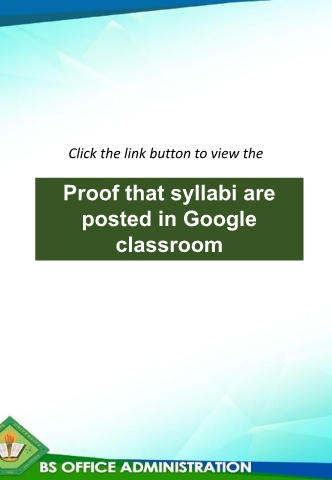 Click the link button to view the
Proof that syllabi are
posted in Google
classroom
BS OFFICE ADMINISTRATION